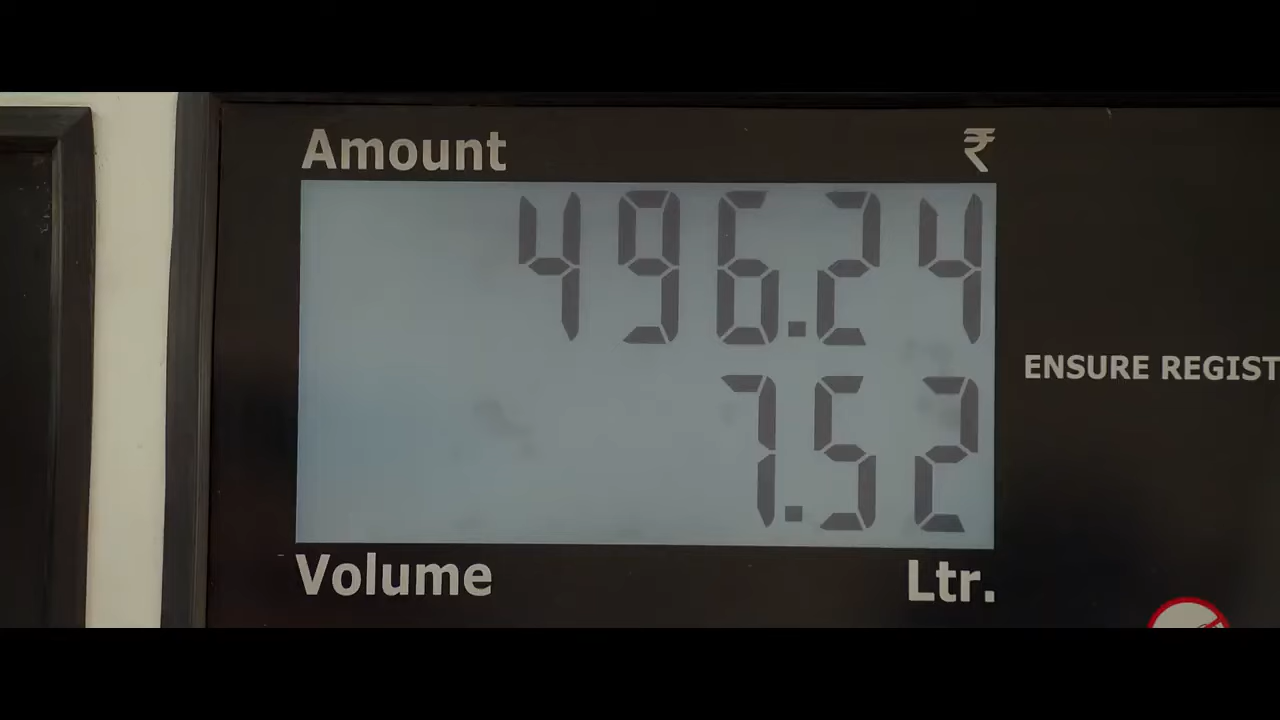 Amount ₹
496.24
ENSURE REGIST
7.52
Volume Ltr.